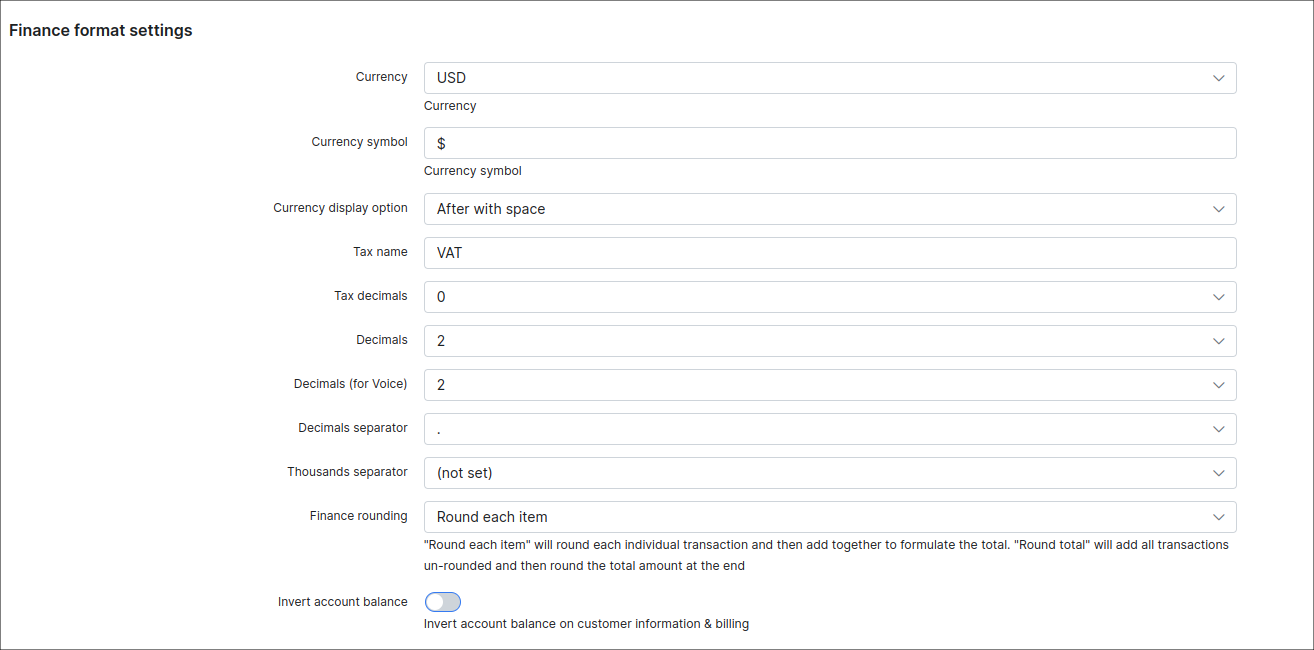 Finance format settings
Currency USD
Currency
Currency symbol $
Currency symbol
Currency display option After with space
Tax name VAT
Tax decimals 0
Decimals 2
Decimals (for Voice) 2
Decimals separator .
Thousands separator (not set)
Finance rounding Round each item
"Round each item" will round each individual transaction and then add together to formulate the total. "Round total" will add all transactions
un-rounded and then round the total amount at the end
Invert account balance
Invert account balance on customer information & billing